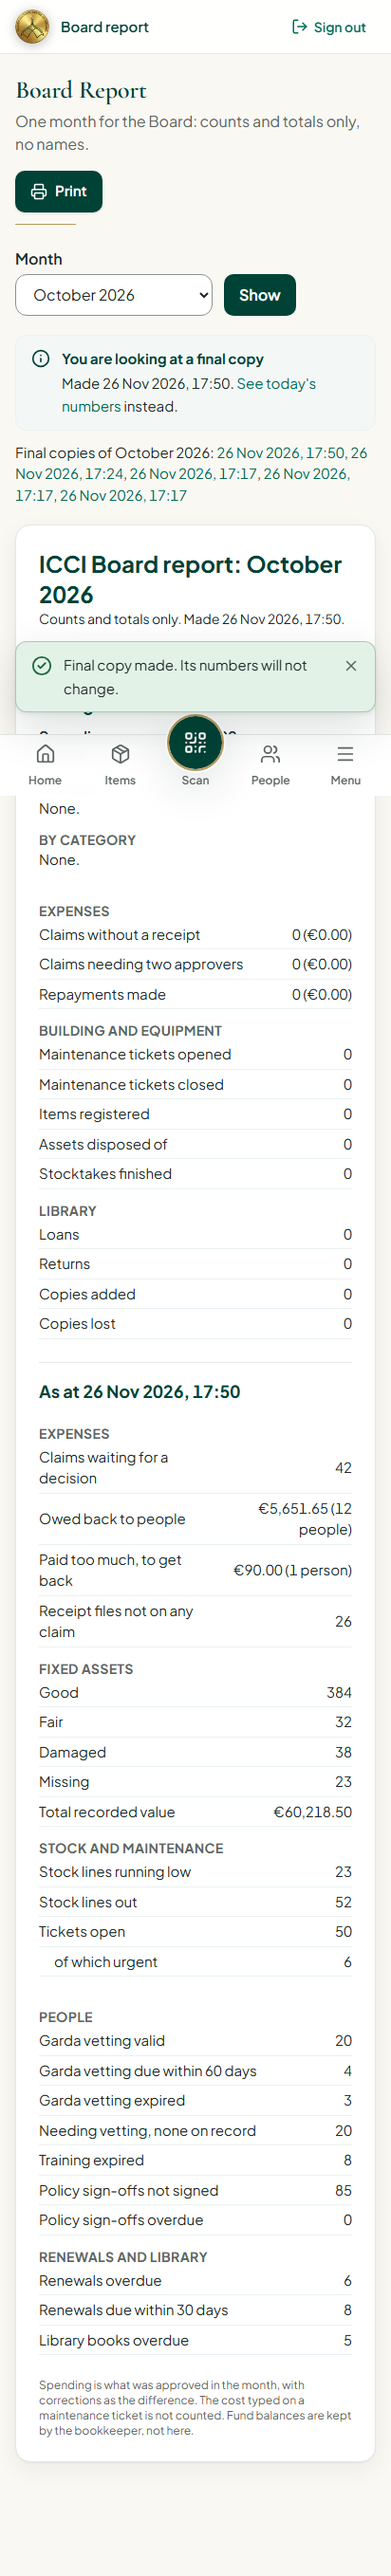 Board report
Sign out
Board Report
One month for the Board: counts and totals only,
no names.
Print
Month
October 2026
Show
You are looking at a final copy
Made 26 Nov 2026, 17:50. See today's
numbers instead.
Final copies of October 2026: 26 Nov 2026, 17:50, 26
Nov 2026, 17:24, 26 Nov 2026, 17:17, 26 Nov 2026,
17:17, 26 Nov 2026, 17:17
ICCI Board report: October
2026
Counts and totals only. Made 26 Nov 2026, 17:50.
Final copy made. Its numbers will not
change.
Home
Items
Scan
People
Menu
None.
BY CATEGORY
None.
EXPENSES
Claims without a receipt 0 (€0.00)
Claims needing two approvers 0 (€0.00)
Repayments made 0 (€0.00)
BUILDING AND EQUIPMENT
Maintenance tickets opened 0
Maintenance tickets closed 0
Items registered 0
Assets disposed of 0
Stocktakes finished 0
LIBRARY
Loans 0
Returns 0
Copies added 0
Copies lost 0
As at 26 Nov 2026, 17:50
EXPENSES
Claims waiting for a
decision 42
Owed back to people €5,651.65 (12
people)
Paid too much, to get
back €90.00 (1 person)
Receipt files not on any
claim 26
FIXED ASSETS
Good 384
Fair 32
Damaged 38
Missing 23
Total recorded value €60,218.50
STOCK AND MAINTENANCE
Stock lines running low 23
Stock lines out 52
Tickets open 50
of which urgent 6
PEOPLE
Garda vetting valid 20
Garda vetting due within 60 days 4
Garda vetting expired 3
Needing vetting, none on record 20
Training expired 8
Policy sign-offs not signed 85
Policy sign-offs overdue 0
RENEWALS AND LIBRARY
Renewals overdue 6
Renewals due within 30 days 8
Library books overdue 5
Spending is what was approved in the month, with
corrections as the difference. The cost typed on a
maintenance ticket is not counted. Fund balances are kept
by the bookkeeper, not here.